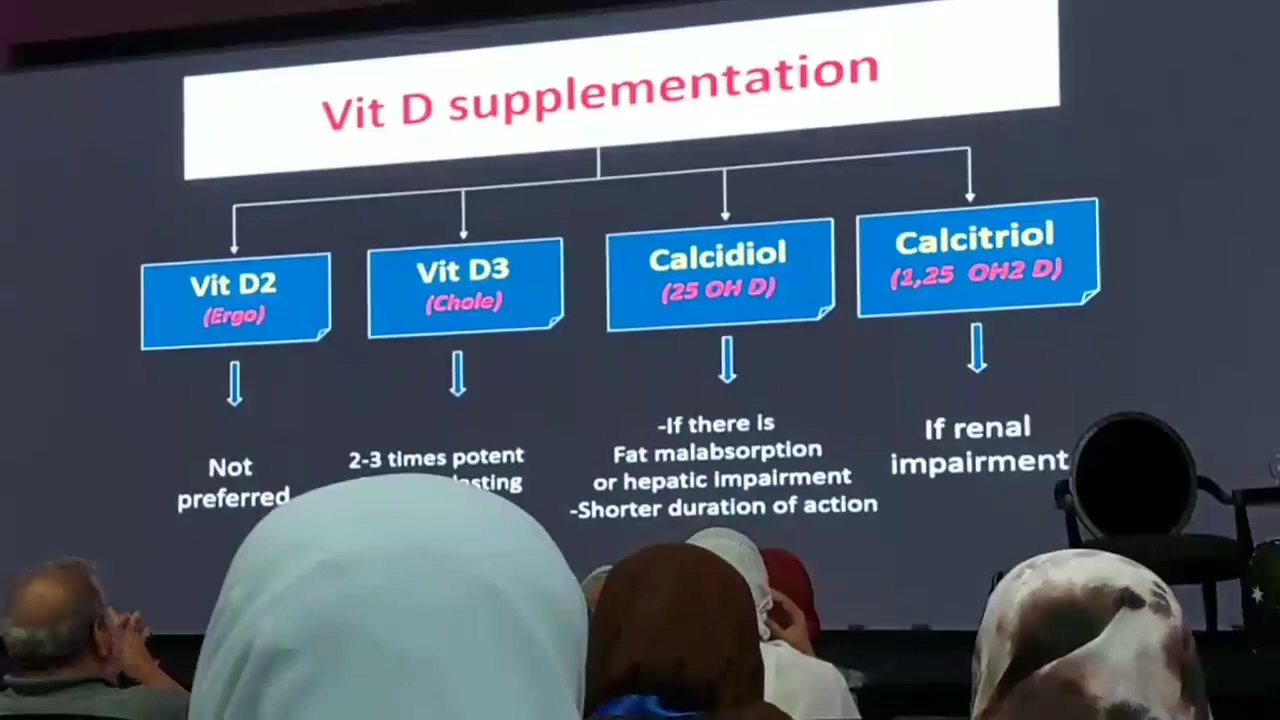 Vit D supplementation
Vit D2
(Ergo)
Vit D3
(Chole)
Calcidiol
(25 OH D)
Calcitriol
(1,25 OH2 D)
Not
preferred
2-3 times potent
-If there is
Fat malabsorption
or hepatic impairment
-Shorter duration of action
If renal
impairment